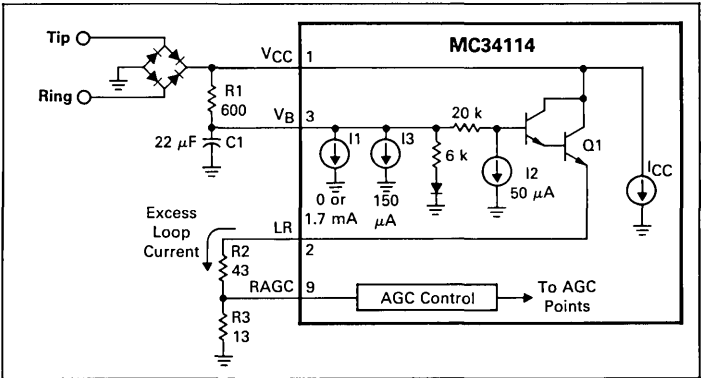 Tip
Ring
VCC
1
MC34114
R1
600
VB
3
22 μF
C1
20 k
I1
I3
6 k
Q1
I2
50 μA
ICC
0 or
1.7 mA
150
μA
Excess
Loop
Current
LR
2
R2
43
RAGC
9
AGC Control
To AGC
Points
R3
13